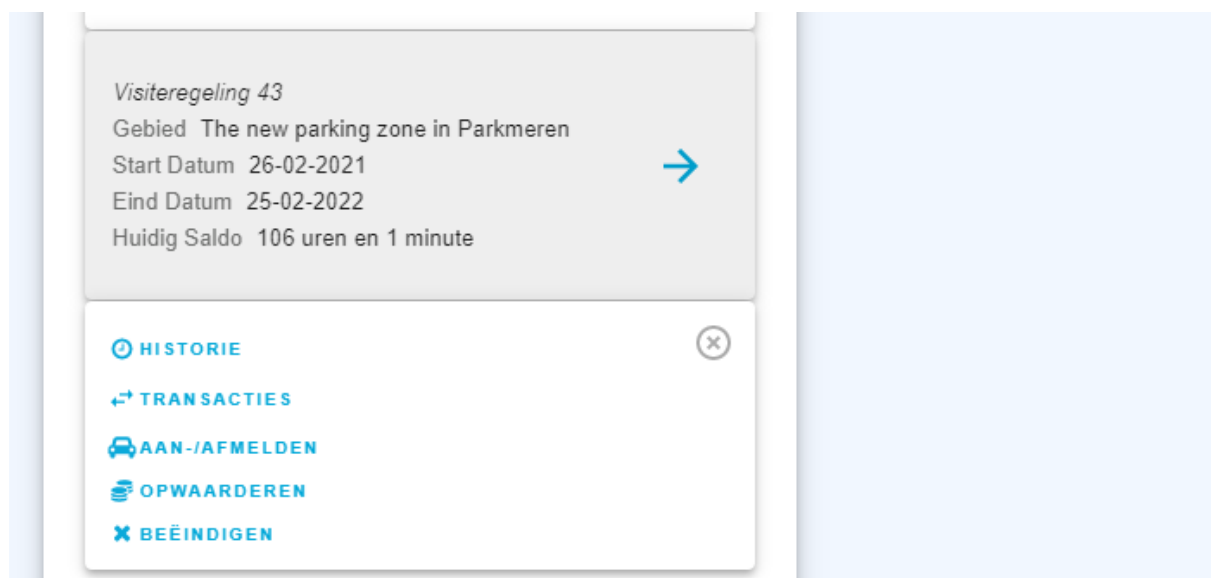 Visiteregeling 43
Gebied The new parking zone in Parkmeren
Start Datum 26-02-2021
Eind Datum 25-02-2022
Huidig Saldo 106 uren en 1 minute
HISTORIE
TRANSACTIES
AAN-/AFMELDEN
OPWAARDEREN
BEËINDIGEN